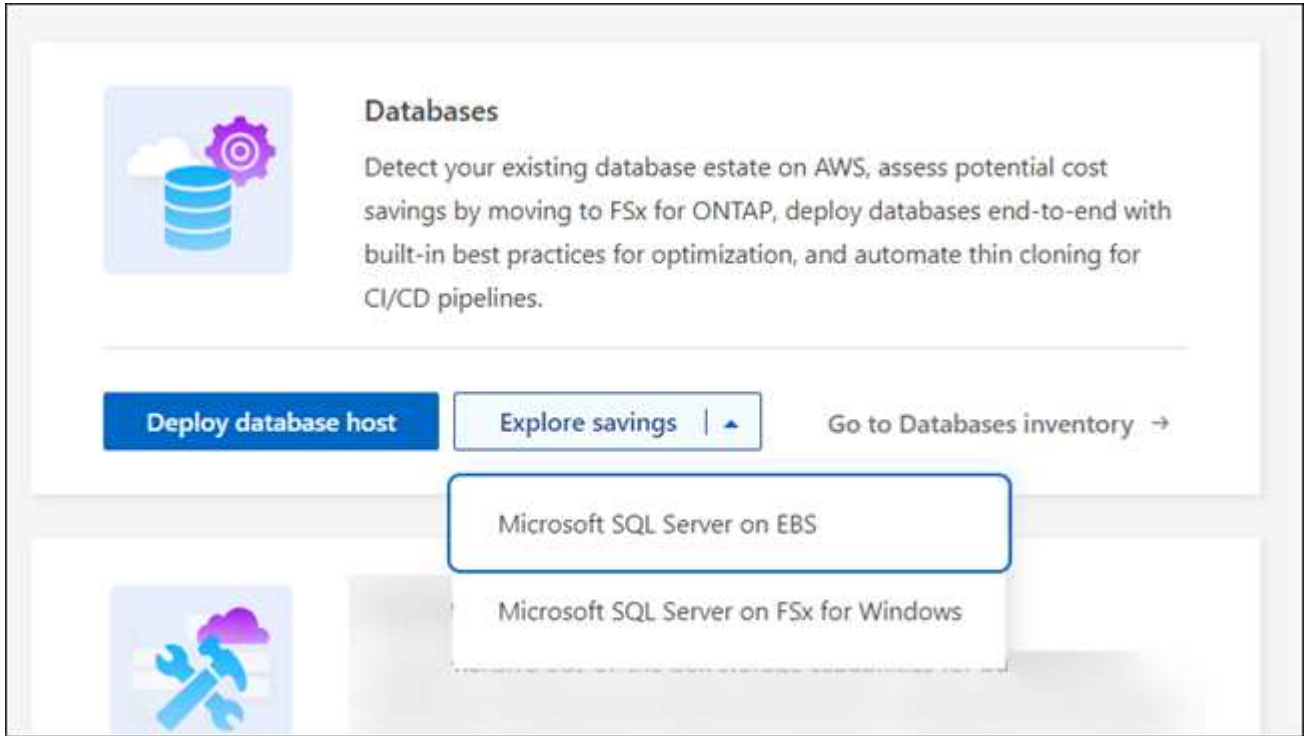 Databases
Detect your existing database estate on AWS, assess potential cost
savings by moving to FSx for ONTAP, deploy databases end-to-end with
built-in best practices for optimization, and automate thin cloning for
CI/CD pipelines.
Deploy database host
Explore savings
Go to Databases inventory →
Microsoft SQL Server on EBS
Microsoft SQL Server on FSx for Windows